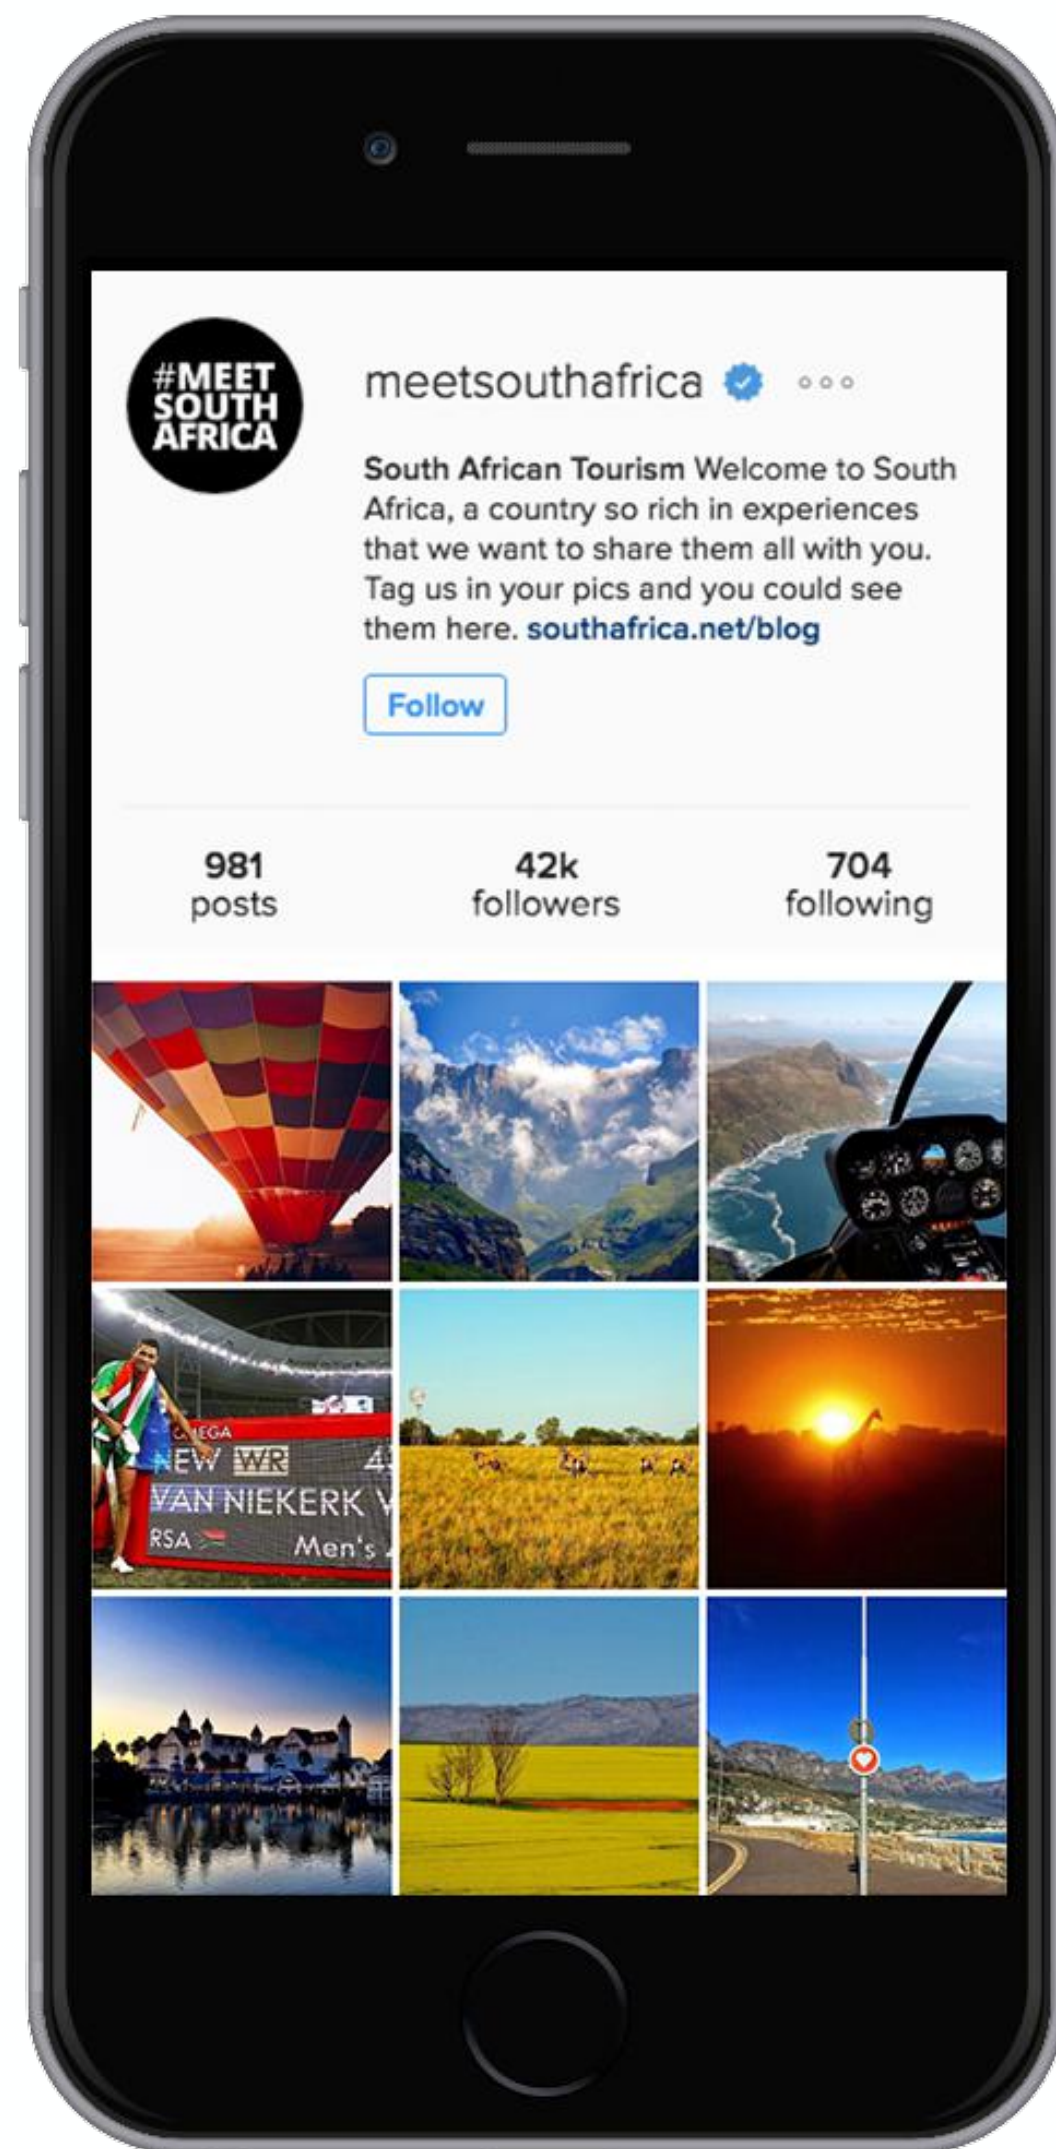 #MEET
SOUTH
AFRICA
meetsouthafrica
South African Tourism Welcome to South
Africa, a country so rich in experiences
that we want to share them all with you.
Tag us in your pics and you could see
them here. southafrica.net/blog
Follow
981
posts
42k
followers
704
following
OMEGA
NEW WR 4
VAN NIEKERK
RSA Men's